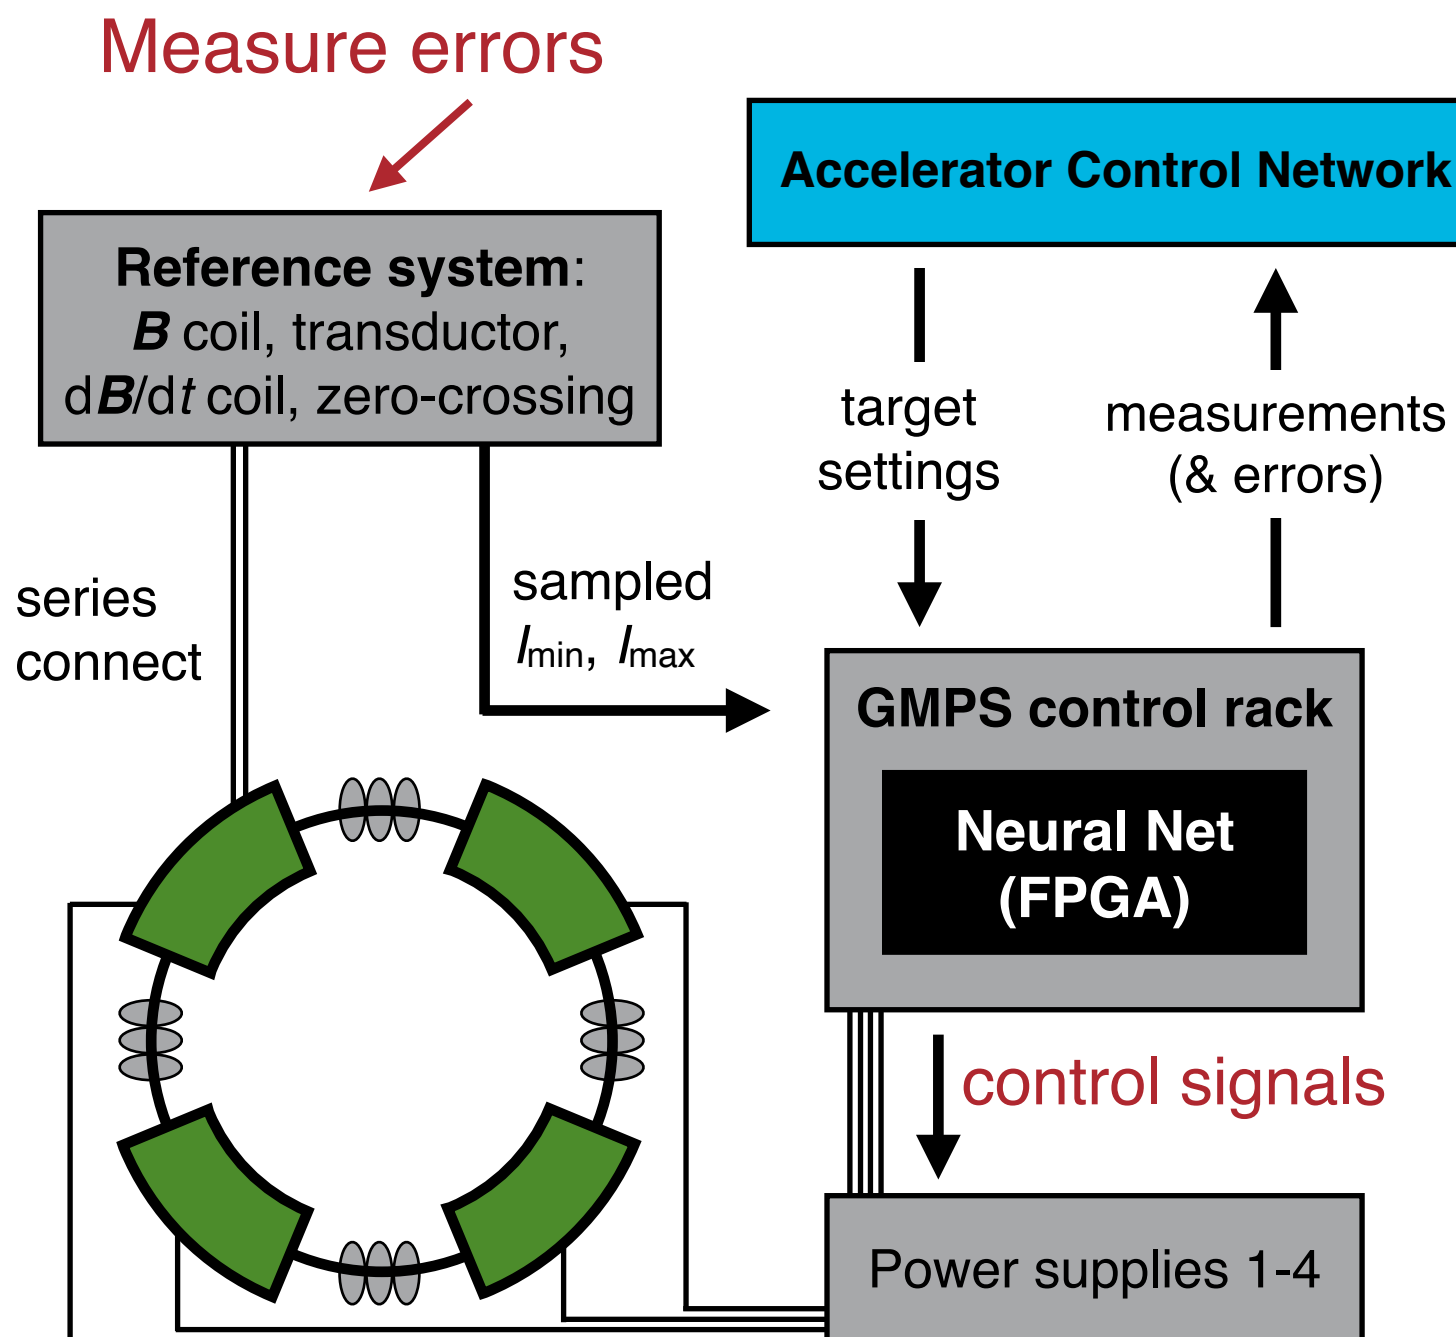 Measure errors
Accelerator Control Network
Reference system:
B coil, transductor,
dB/dt coil, zero-crossing
target
settings
measurements
(& errors)
series
connect
sampled
Imin, Imax
GMPS control rack
Neural Net
(FPGA)
control signals
Power supplies 1-4